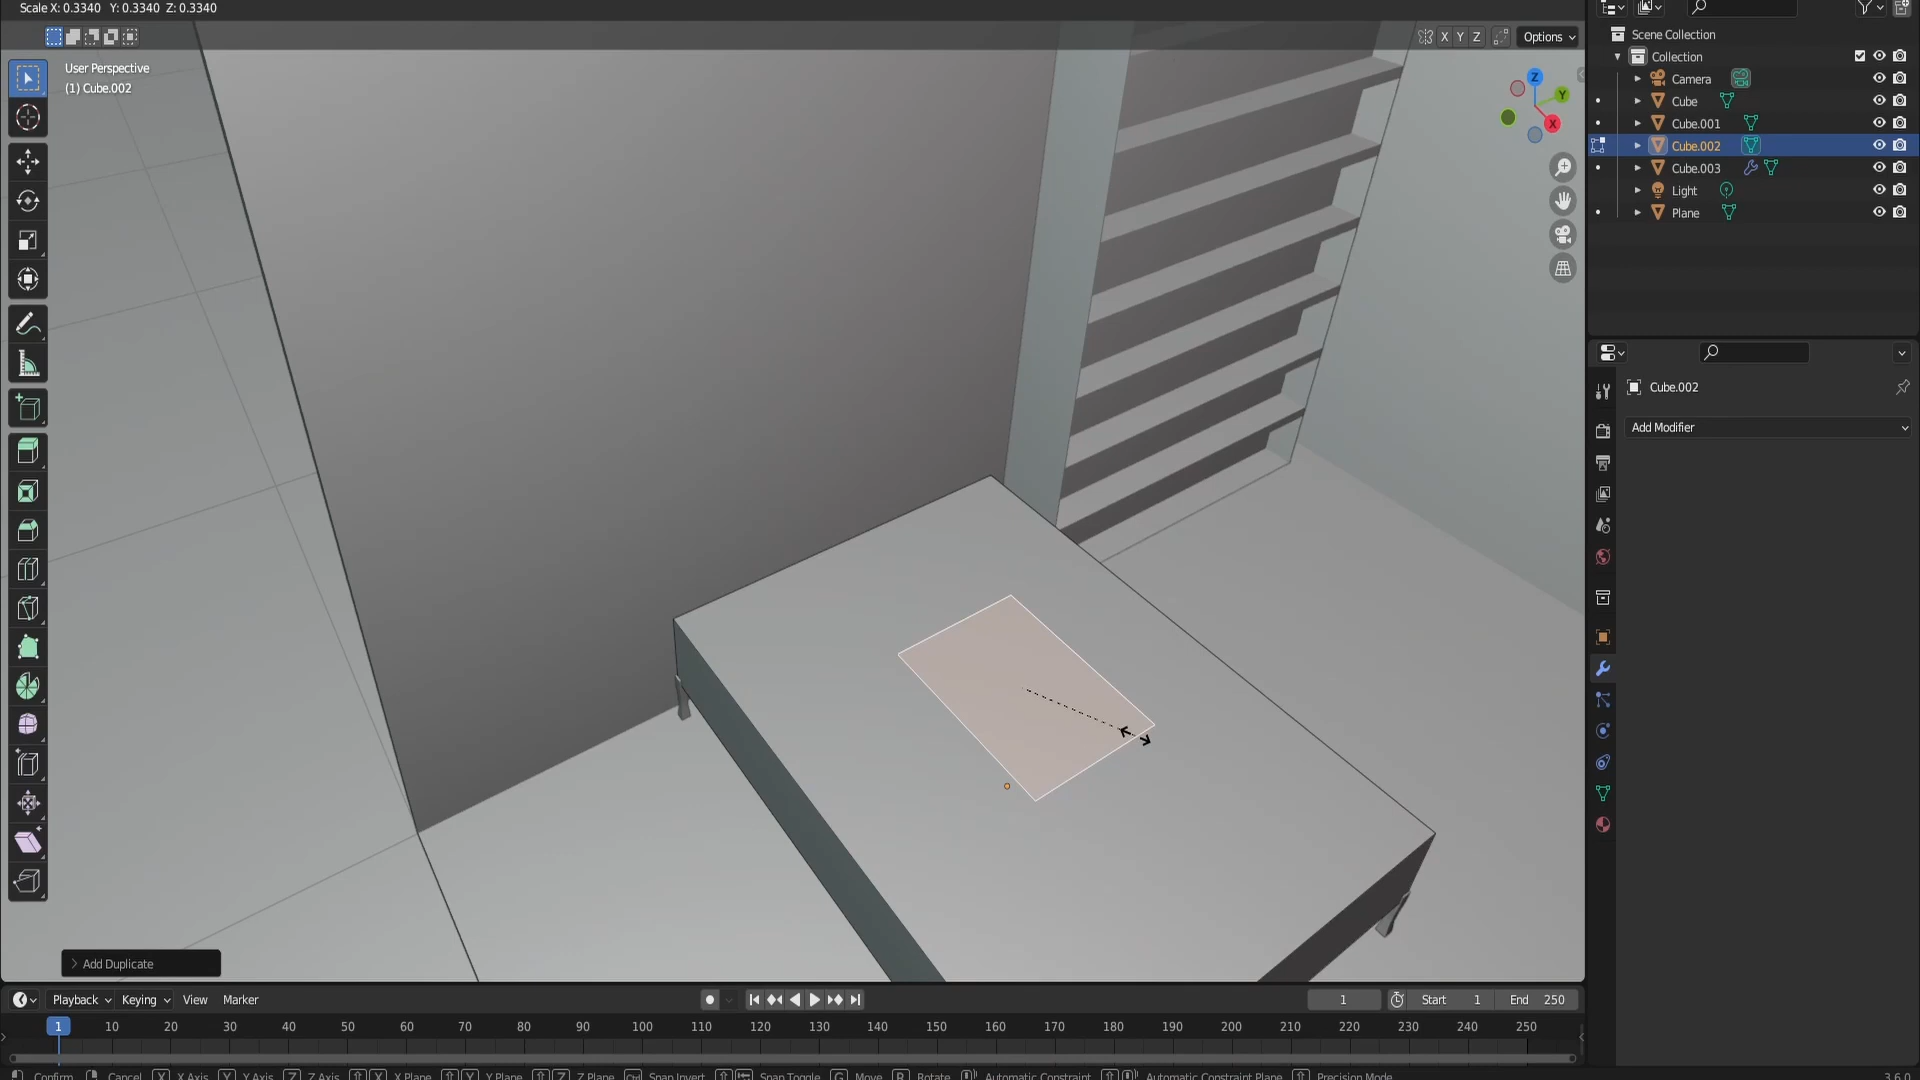 Scale X: 0.3340 Y: 0.3340 Z: 0.3340
X Y Z
Options
User Perspective
(1) Cube.002
Z
Y
X
Scene Collection
Collection
Camera
Cube
Cube.001
Cube.002
Cube.003
Light
Plane
Cube.002
Add Modifier
Add Duplicate
Playback Keying View Marker
1 Start 1 End 250
1 10 20 30 40 50 60 70 80 90 100 110 120 130 140 150 160 170 180 190 200 210 220 230 240 250
Confirm Cancel X X Axis Y Y Axis Z Z Axis X X Plane Y Y Plane Z Z Plane Ctrl Snap Invert Snap Toggle G Move R Rotate Automatic Constraint Automatic Constraint Plane Precision Mode 3.6.0